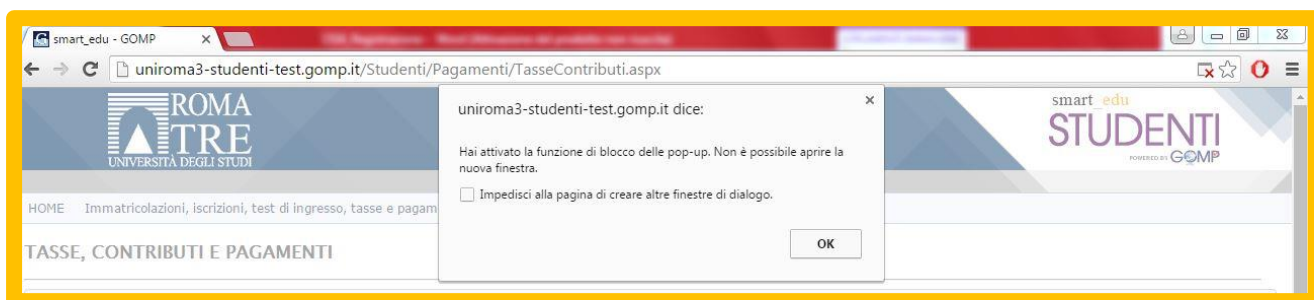 smart_edu - GOMP
uniroma3-studenti-test.gomp.it/Studenti/Pagamenti/TasseContributi.aspx
ROMA
TRE
UNIVERSITÀ DEGLI STUDI
uniroma3-studenti-test.gomp.it dice:
Hai attivato la funzione di blocco delle pop-up. Non è possibile aprire la
nuova finestra.
Impedisci alla pagina di creare altre finestre di dialogo.
OK
smart_edu
STUDENTI
POWERED BY GOMP
HOME Immatricolazioni, iscrizioni, test di ingresso, tasse e pagam
TASSE, CONTRIBUTI E PAGAMENTI